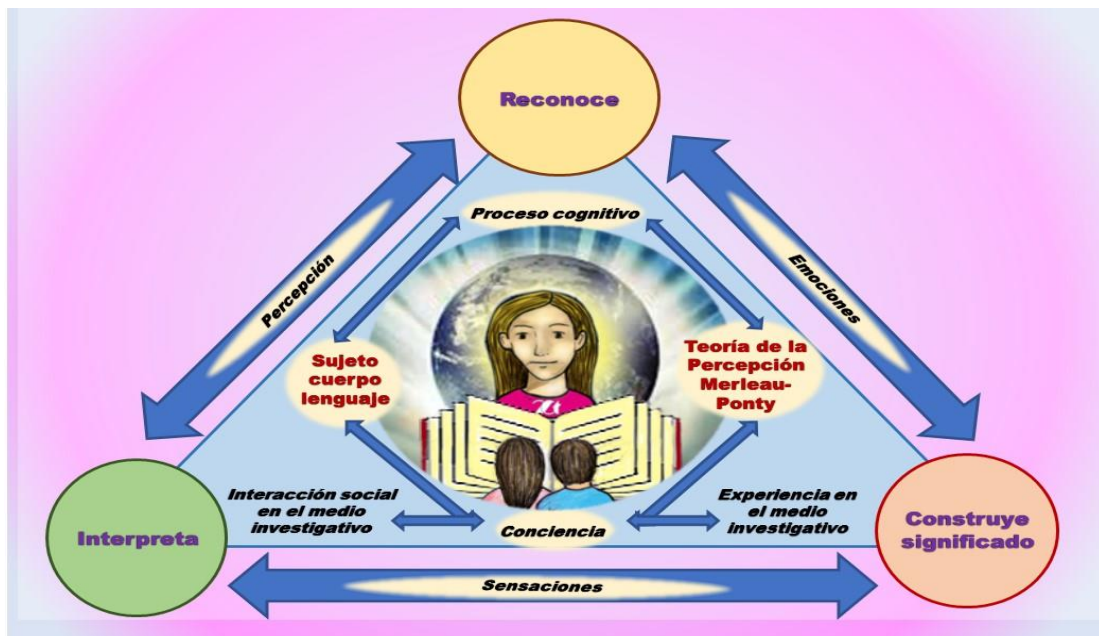 Reconoce
Proceso cognitivo
Percepción
Emociones
Sujeto
cuerpo
lenguaje
Teoría de la
Percepción
Merleau-
Ponty
Interacción social
en el medio
investigativo
Experiencia en
el medio
investigativo
Conciencia
Interpreta
Construye
significado
Sensaciones